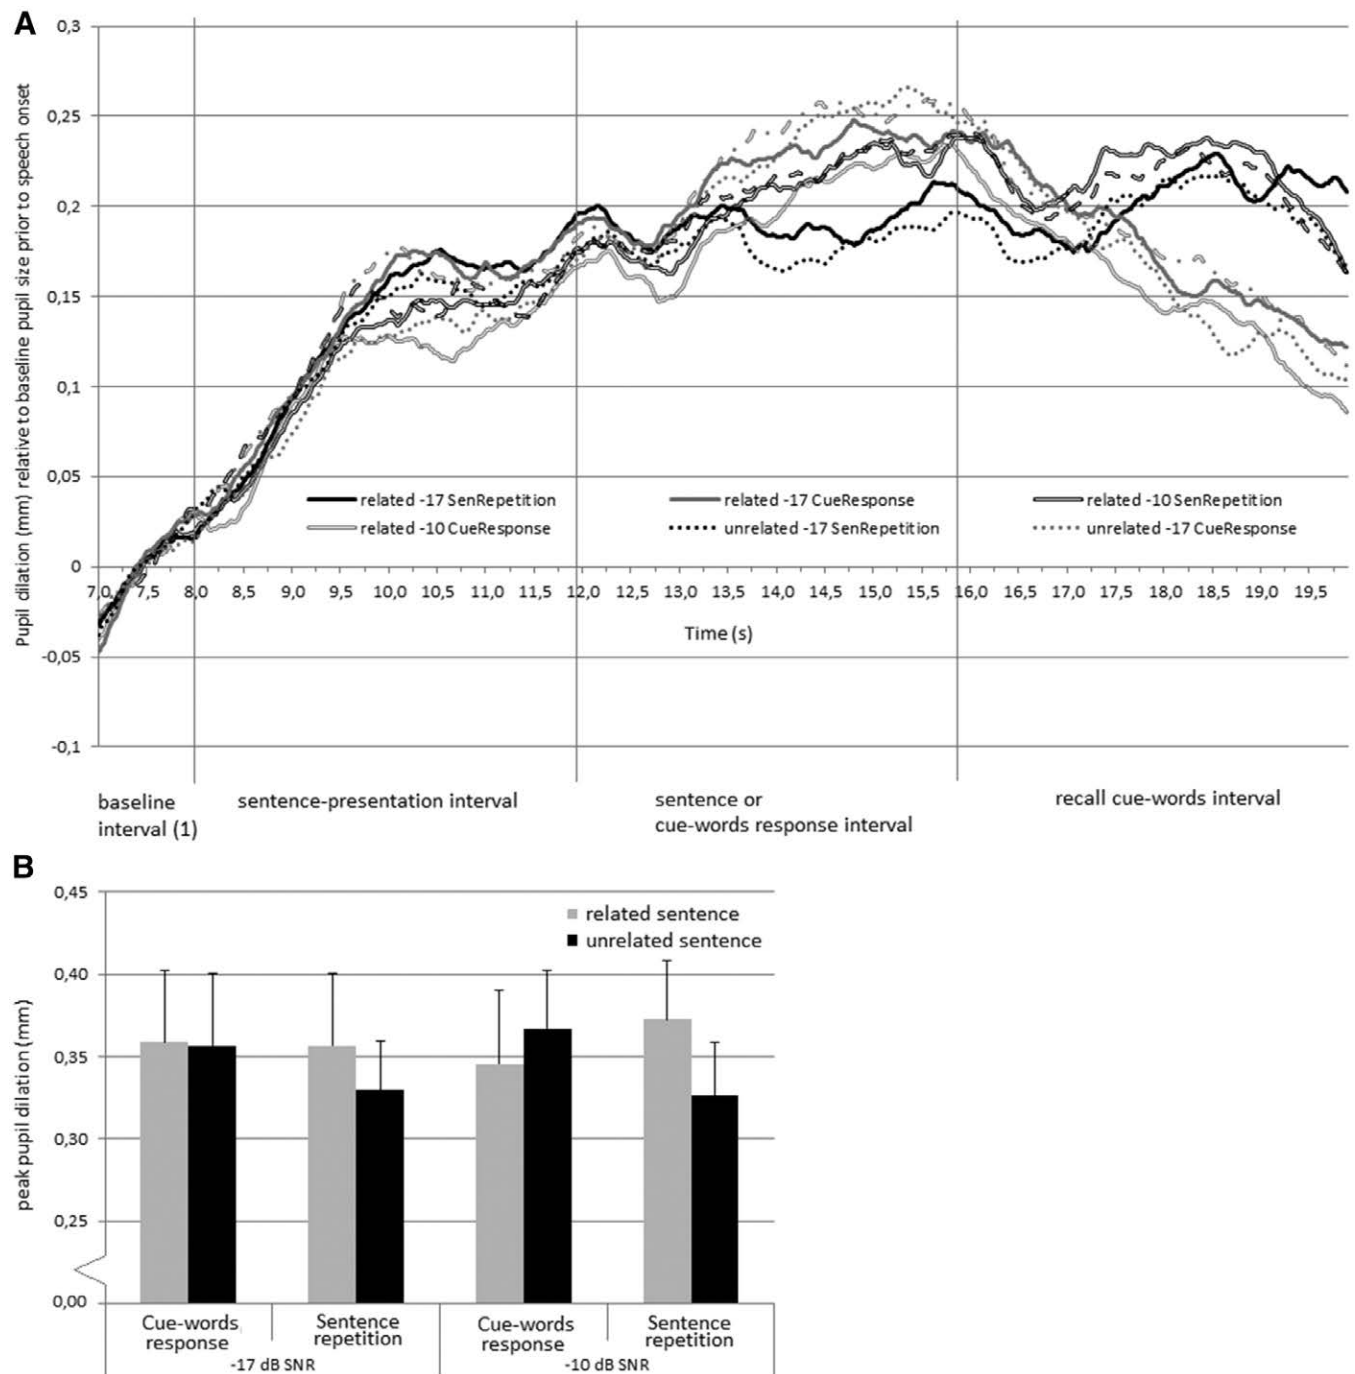 A
Pupil dilation (mm) relative to baseline pupil size prior to speech onset
0,3
0,25
0,2
0,15
0,1
0,05
0
-0,05
-0,1
related -17 SenRepetition
related -17 CueResponse
related -10 SenRepetition
related -10 CueResponse
unrelated -17 SenRepetition
unrelated -17 CueResponse
7,0 7,5 8,0 8,5 9,0 9,5 10,0 10,5 11,0 11,5 12,0 12,5 13,0 13,5 14,0 14,5 15,0 15,5 16,0 16,5 17,0 17,5 18,0 18,5 19,0 19,5
Time (s)
baseline
interval (1)
sentence-presentation interval
sentence or
cue-words response interval
recall cue-words interval
B
peak pupil dilation (mm)
0,45
0,40
0,35
0,30
0,25
0,00
related sentence
unrelated sentence
Cue-words
response
Sentence
repetition
Cue-words
response
Sentence
repetition
-17 dB SNR
-10 dB SNR